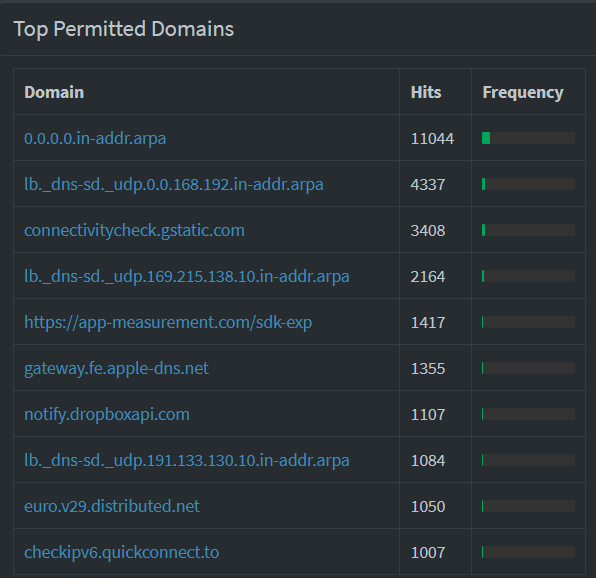 Top Permitted Domains
Domain Hits Frequency
0.0.0.0.in-addr.arpa 11044
lb._dns-sd._udp.0.0.168.192.in-addr.arpa 4337
connectivitycheck.gstatic.com 3408
lb._dns-sd._udp.169.215.138.10.in-addr.arpa 2164
https://app-measurement.com/sdk-exp 1417
gateway.fe.apple-dns.net 1355
notify.dropboxapi.com 1107
lb._dns-sd._udp.191.133.130.10.in-addr.arpa 1084
euro.v29.distributed.net 1050
checkipv6.quickconnect.to 1007